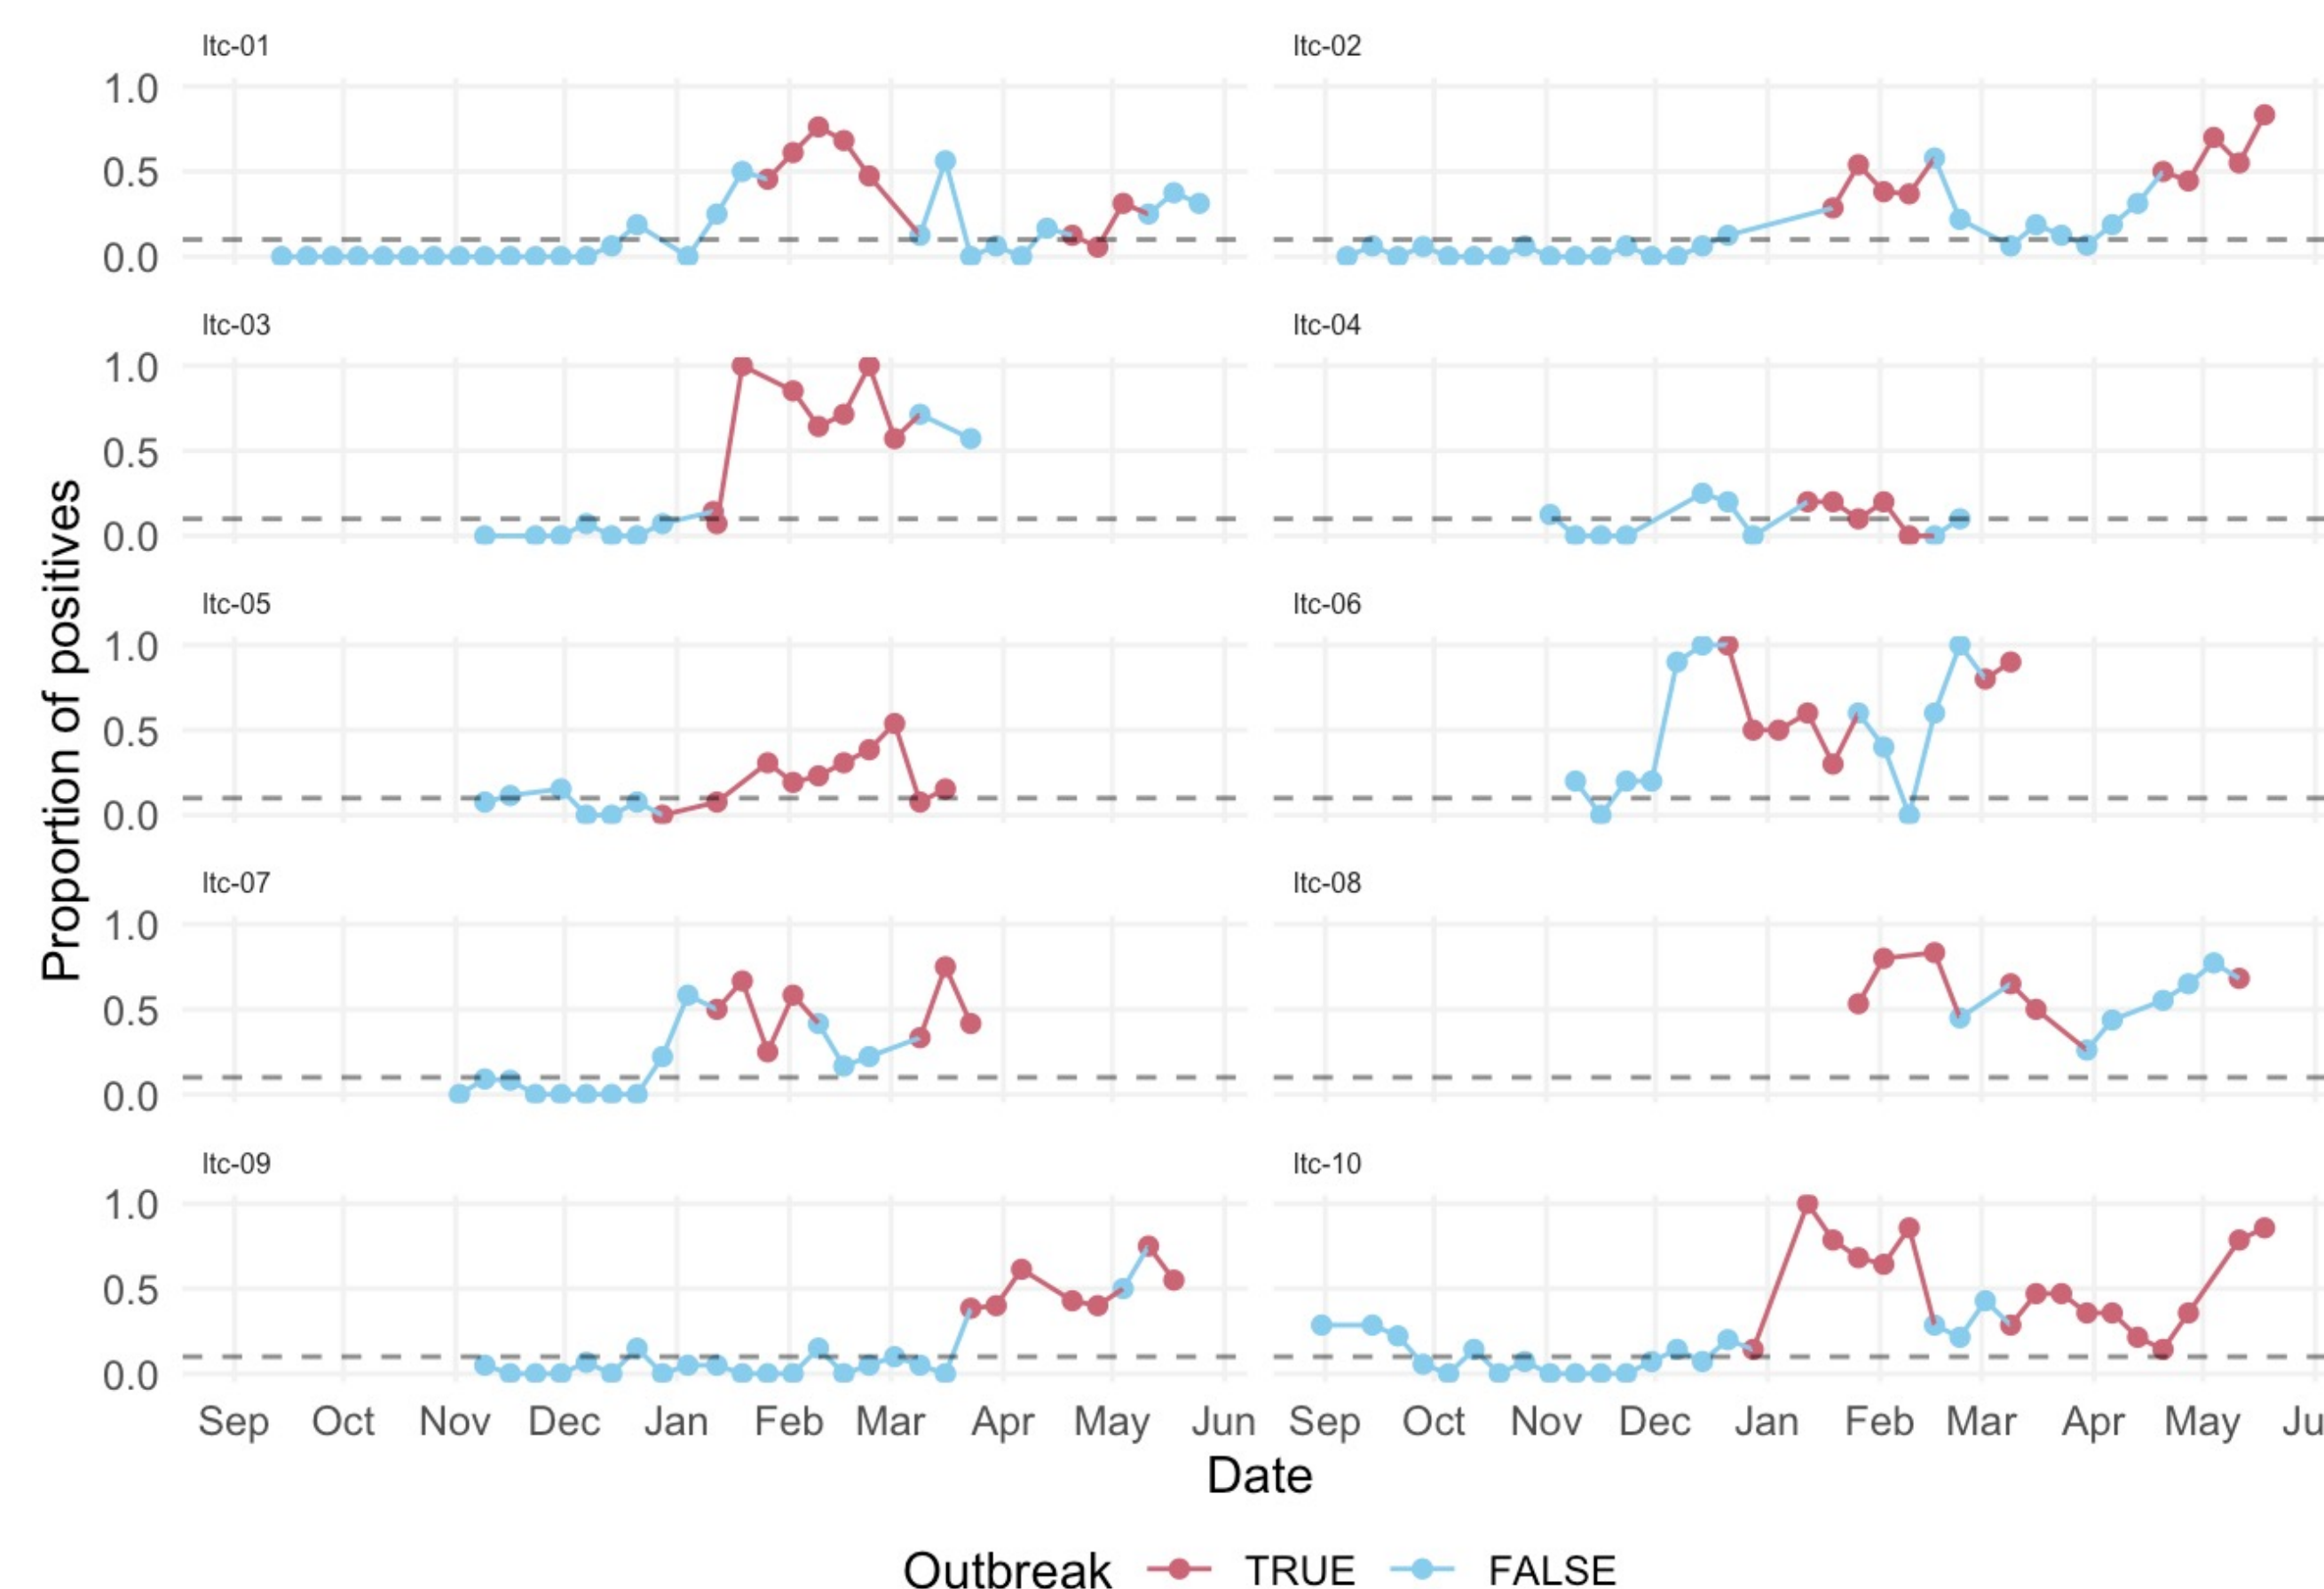 ltc-01 ltc-02
1.0
0.5
0.0
ltc-03 ltc-04
1.0
0.5
0.0
ltc-05 ltc-06
1.0
0.5
0.0
ltc-07 ltc-08
1.0
0.5
0.0
ltc-09 ltc-10
1.0
0.5
0.0
Proportion of positives
Sep Oct Nov Dec Jan Feb Mar Apr May Jun Sep Oct Nov Dec Jan Feb Mar Apr May Ju
Date
Outbreak TRUE FALSE